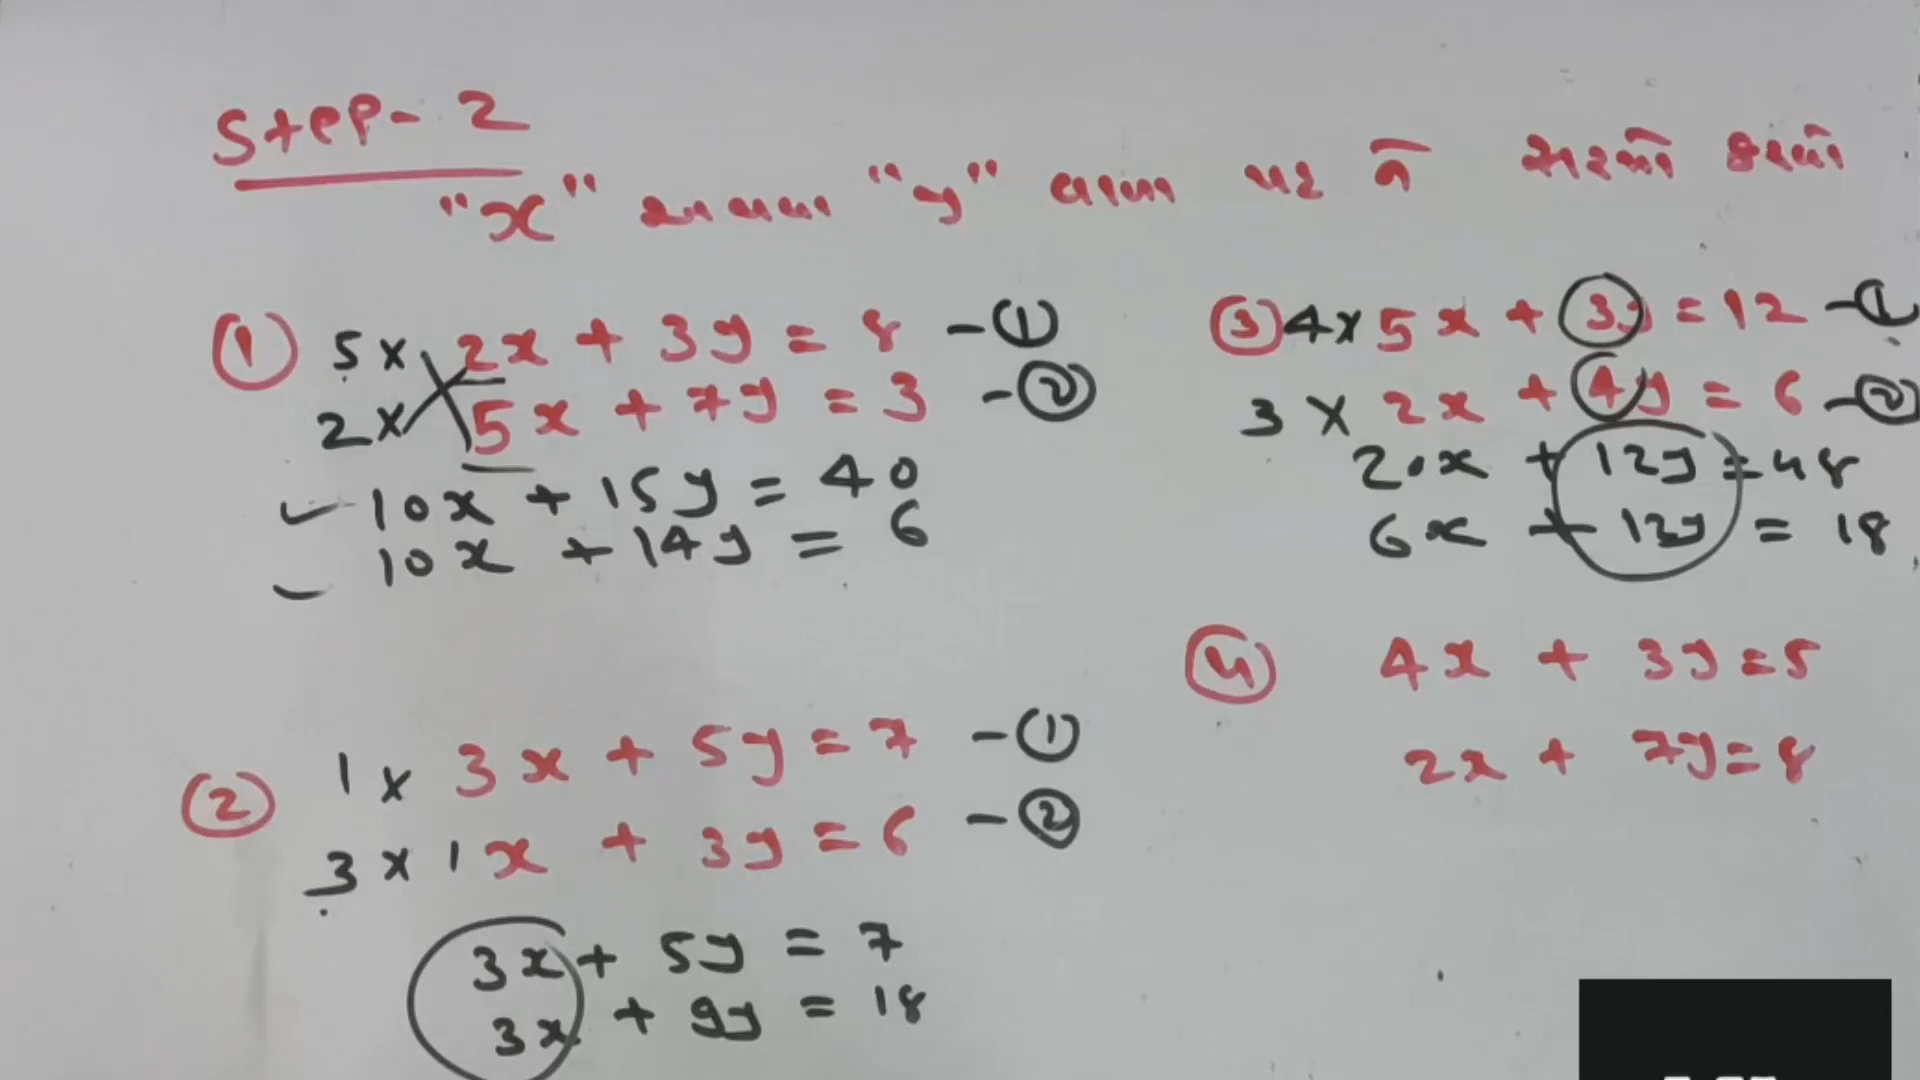 Step-2
"x" અથવા "y" વાળા પદ ને સરખાં કરવાં
① 5× 2x + 3y = 8 -①
2× 5x + 7y = 3 -②
✓ 10x + 15y = 40
10x + 14y = 6
② 1× 3x + 5y = 7 -①
3×1x + 3y = 6 -②
3x + 5y = 7
3x + 9y = 18
③ 4× 5x + 3y = 12 -①
3× 2x + 4y = 6 -②
20x + 12y = 48
6x + 12y = 18
④ 4x + 3y = 5
2x + 7y = 8